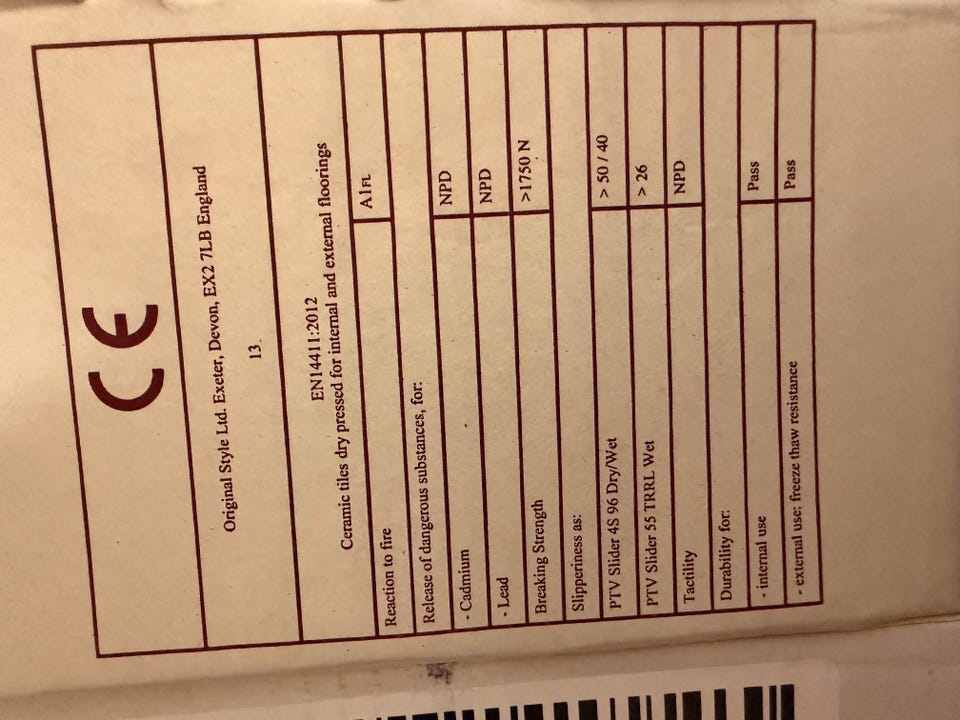 CE
Original Style Ltd. Exeter, Devon, EX2 7LB England
13
EN14411:2012
Ceramic tiles dry pressed for internal and external floorings
Reaction to fire A1FL
Release of dangerous substances, for:
- Cadmium NPD
- Lead NPD
Breaking Strength >1750 N
Slipperiness as:
PTV Slider 4S 96 Dry/Wet > 50 / 40
PTV Slider 55 TRRL Wet > 26
Tactility NPD
Durability for:
- internal use Pass
- external use: freeze thaw resistance Pass